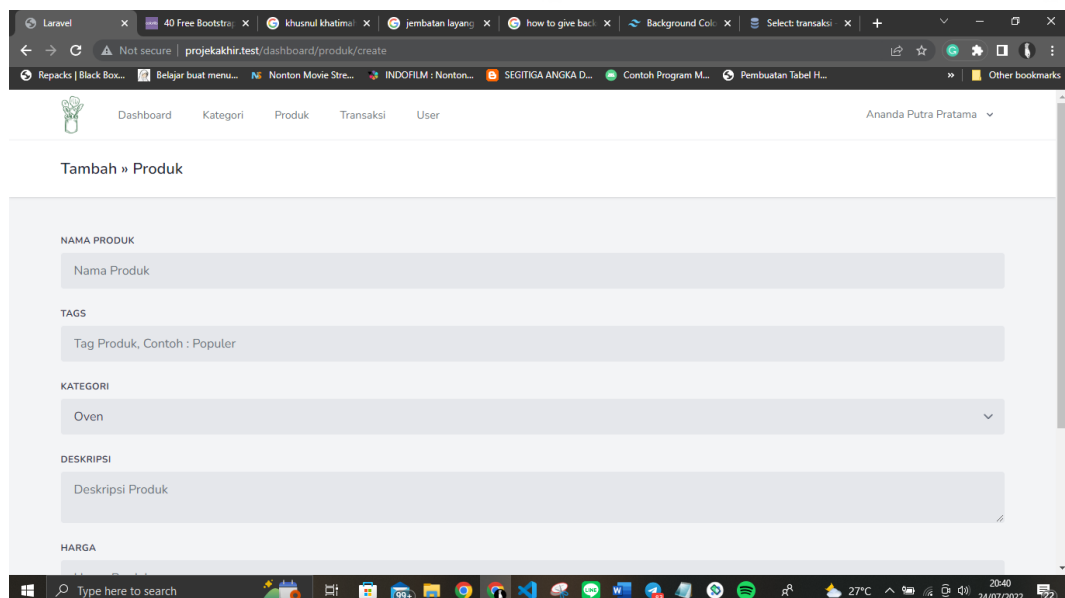 Laravel
40 Free Bootstrap
khusnul khatimal
jembatan layang
how to give back
Background Colo
Select: transaksi -
Not secure | projekakhir.test/dashboard/produk/create
Repacks | Black Box...
Belajar buat menu...
Nonton Movie Stre...
INDOFILM : Nonton...
SEGITIGA ANGKA D...
Contoh Program M...
Pembuatan Tabel H...
»
Other bookmarks
Dashboard
Kategori
Produk
Transaksi
User
Ananda Putra Pratama
Tambah » Produk
NAMA PRODUK
Nama Produk
TAGS
Tag Produk, Contoh : Populer
KATEGORI
Oven
DESKRIPSI
Deskripsi Produk
HARGA
Type here to search
99+
27°C
20:40
24/07/2022
22